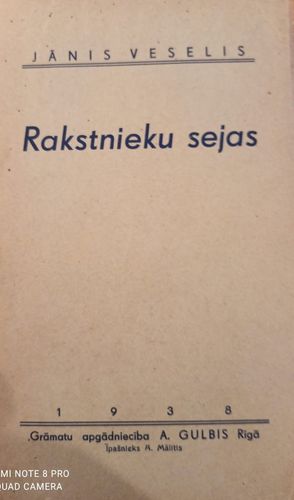 JĀNIS VESELIS
Rakstnieku sejas
1 9 3 8
Grāmatu apgādniecība A. GULBIS Rīgā
Īpašnieks H. Mālītis
MI NOTE 8 PRO
QUAD CAMERA